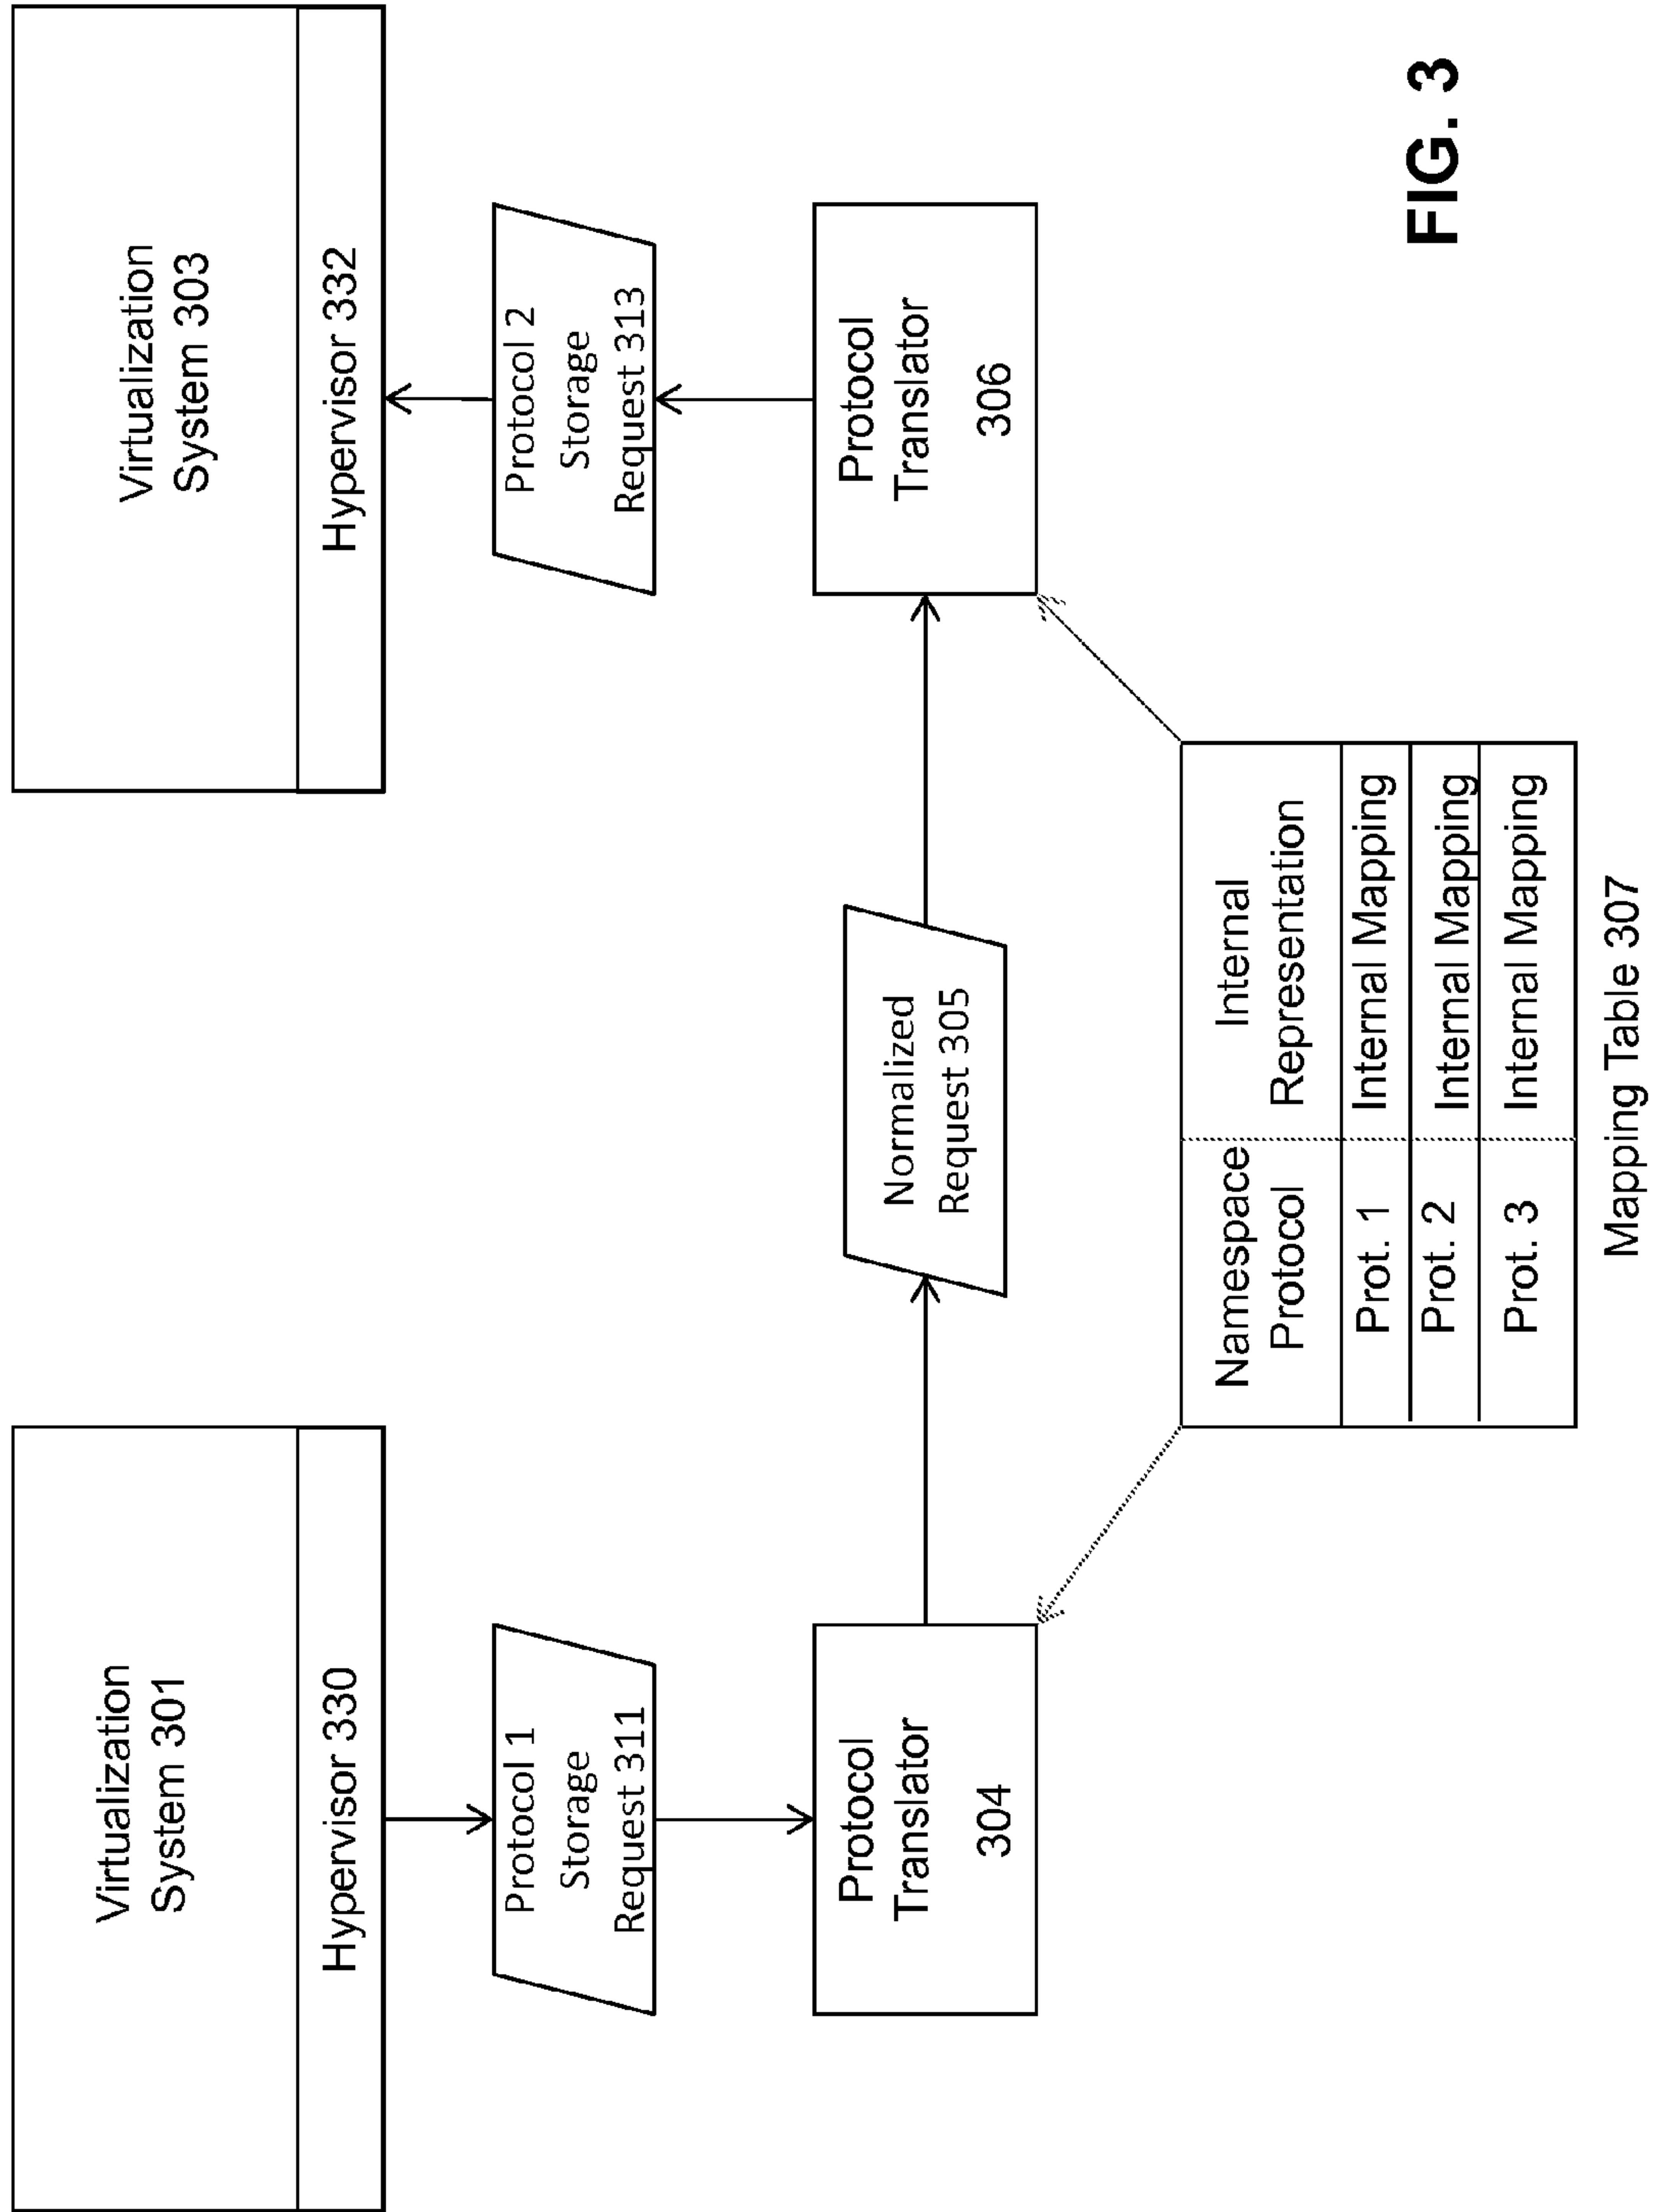 Virtualization
System 301
Hypervisor 330
Protocol 1
Storage
Request 311
Protocol
Translator
304
Normalized
Request 305
Virtualization
System 303
Hypervisor 332
Protocol 2
Storage
Request 313
Protocol
Translator
306
Namespace Internal
Protocol Representation
Prot. 1 Internal Mapping
Prot. 2 Internal Mapping
Prot. 3 Internal Mapping
Mapping Table 307
FIG. 3